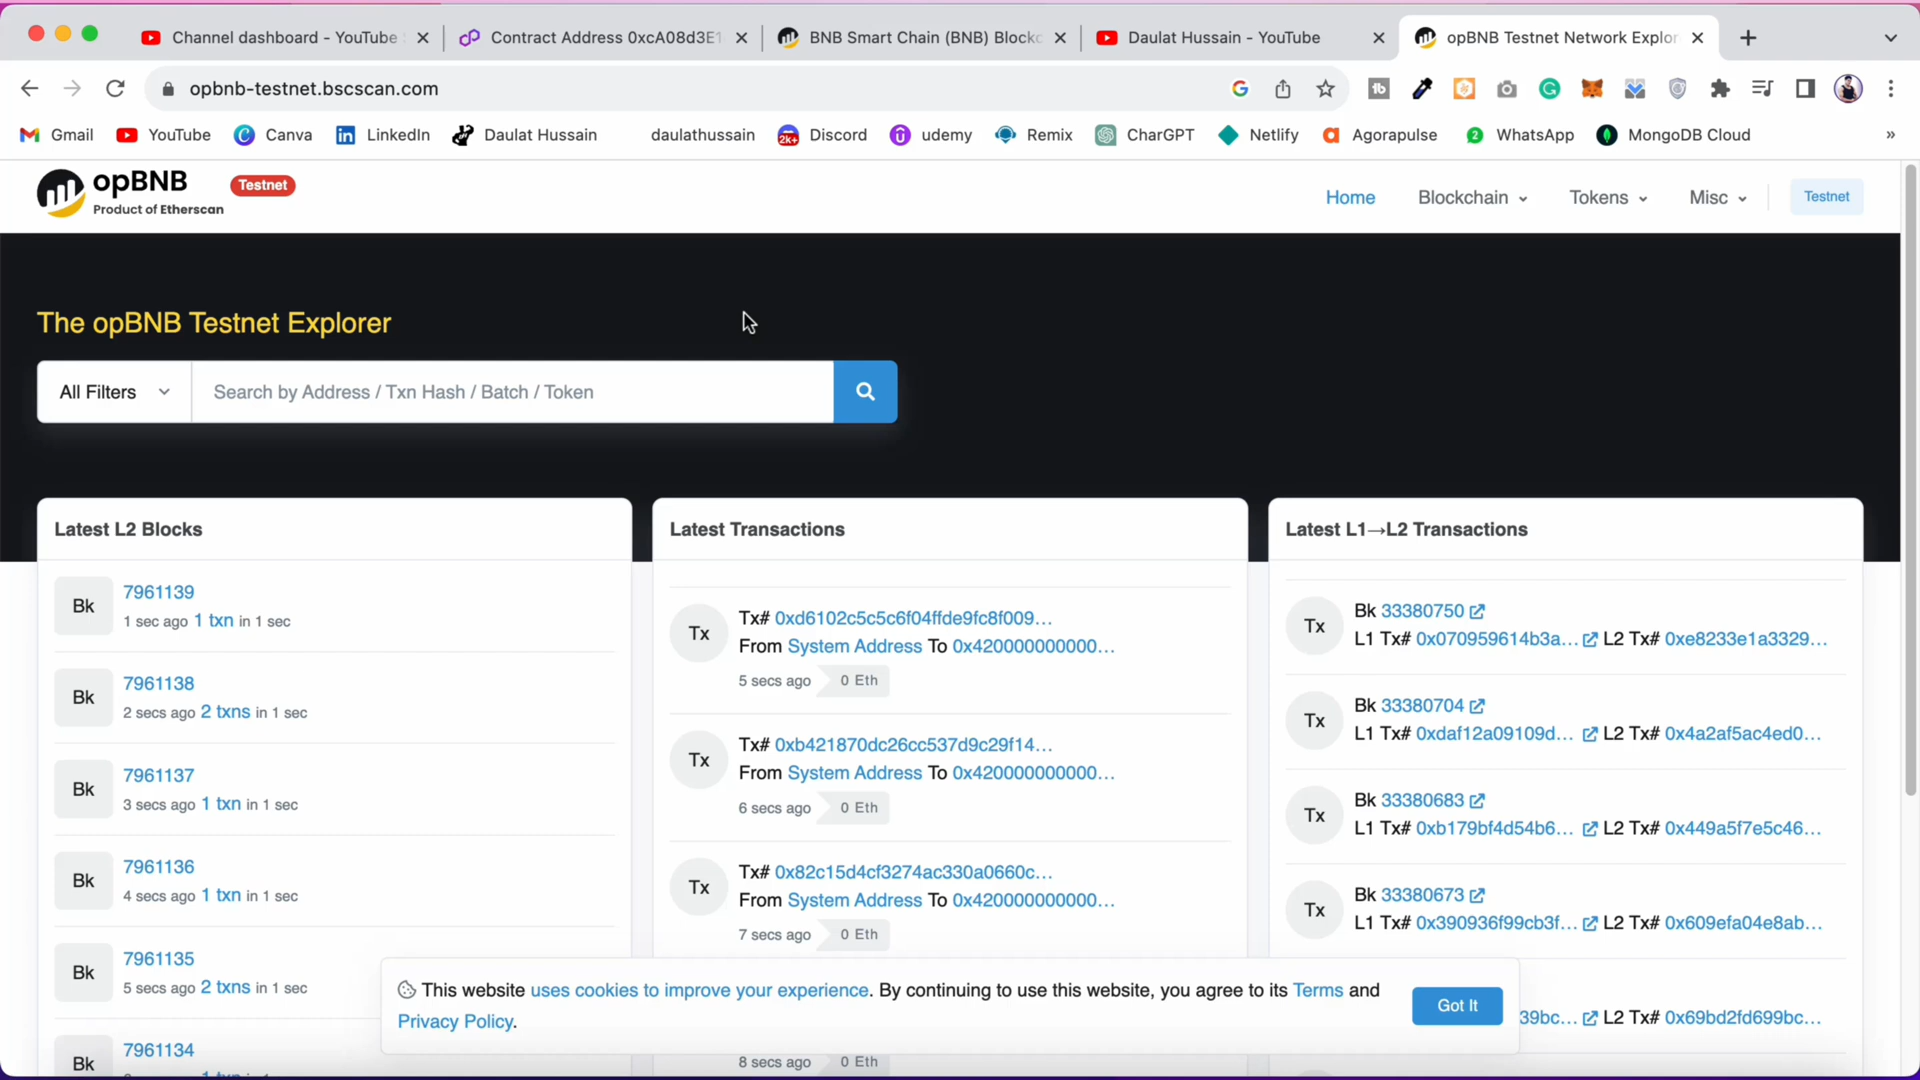 Channel dashboard - YouTube
Contract Address 0xcA08d3E1
BNB Smart Chain (BNB) Blockc
Daulat Hussain - YouTube
opBNB Testnet Network Explor
opbnb-testnet.bscscan.com
Gmail
YouTube
Canva
LinkedIn
Daulat Hussain
daulathussain
2K+
Discord
udemy
Remix
CharGPT
Netlify
Agorapulse
2
WhatsApp
MongoDB Cloud
»
opBNB
Product of Etherscan
Testnet
Home
Blockchain
Tokens
Misc
Testnet
The opBNB Testnet Explorer
All Filters
Search by Address / Txn Hash / Batch / Token
Latest L2 Blocks
Bk
7961139
1 sec ago 1 txn in 1 sec
Bk
7961138
2 secs ago 2 txns in 1 sec
Bk
7961137
3 secs ago 1 txn in 1 sec
Bk
7961136
4 secs ago 1 txn in 1 sec
Bk
7961135
5 secs ago 2 txns in 1 sec
Bk
7961134
Latest Transactions
Tx
Tx# 0xd6102c5c5c6f04ffde9fc8f009...
From System Address To 0x420000000000...
5 secs ago 0 Eth
Tx
Tx# 0xb421870dc26cc537d9c29f14...
From System Address To 0x420000000000...
6 secs ago 0 Eth
Tx
Tx# 0x82c15d4cf3274ac330a0660c...
From System Address To 0x420000000000...
7 secs ago 0 Eth
8 secs ago 0 Eth
Latest L1→L2 Transactions
Tx
Bk 33380750
L1 Tx# 0x070959614b3a... L2 Tx# 0xe8233e1a3329...
Tx
Bk 33380704
L1 Tx# 0xdaf12a09109d... L2 Tx# 0x4a2af5ac4ed0...
Tx
Bk 33380683
L1 Tx# 0xb179bf4d54b6... L2 Tx# 0x449a5f7e5c46...
Tx
Bk 33380673
L1 Tx# 0x390936f99cb3f... L2 Tx# 0x609efa04e8ab...
39bc... L2 Tx# 0x69bd2fd699bc...
This website uses cookies to improve your experience. By continuing to use this website, you agree to its Terms and
Privacy Policy.
Got It